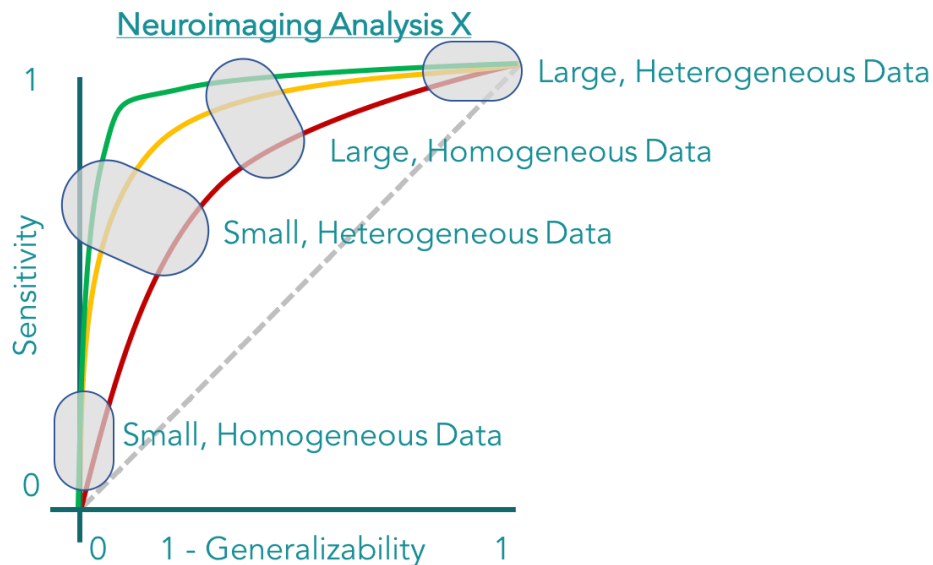 Neuroimaging Analysis X
1
Large, Heterogeneous Data
Large, Homogeneous Data
Small, Heterogeneous Data
Sensitivity
Small, Homogeneous Data
0
0 1 - Generalizability 1